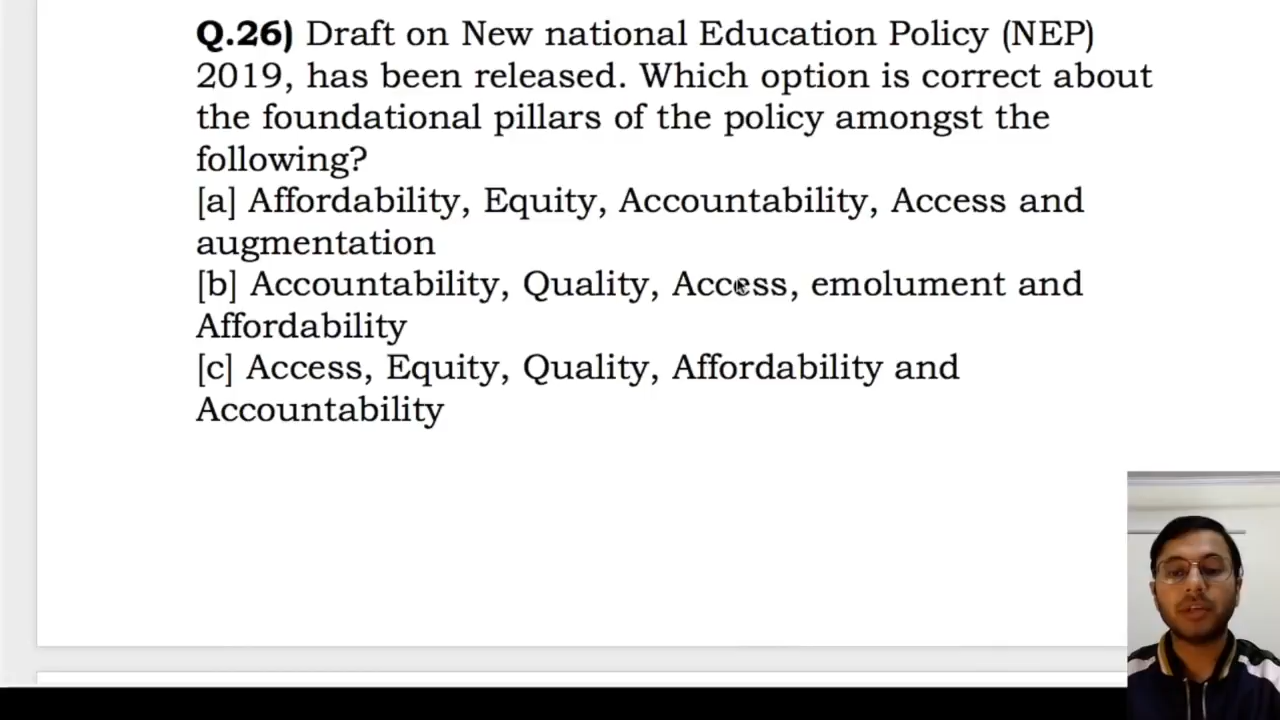 Q.26) Draft on New national Education Policy (NEP)
2019, has been released. Which option is correct about
the foundational pillars of the policy amongst the
following?
[a] Affordability, Equity, Accountability, Access and
augmentation
[b] Accountability, Quality, Access, emolument and
Affordability
[c] Access, Equity, Quality, Affordability and
Accountability